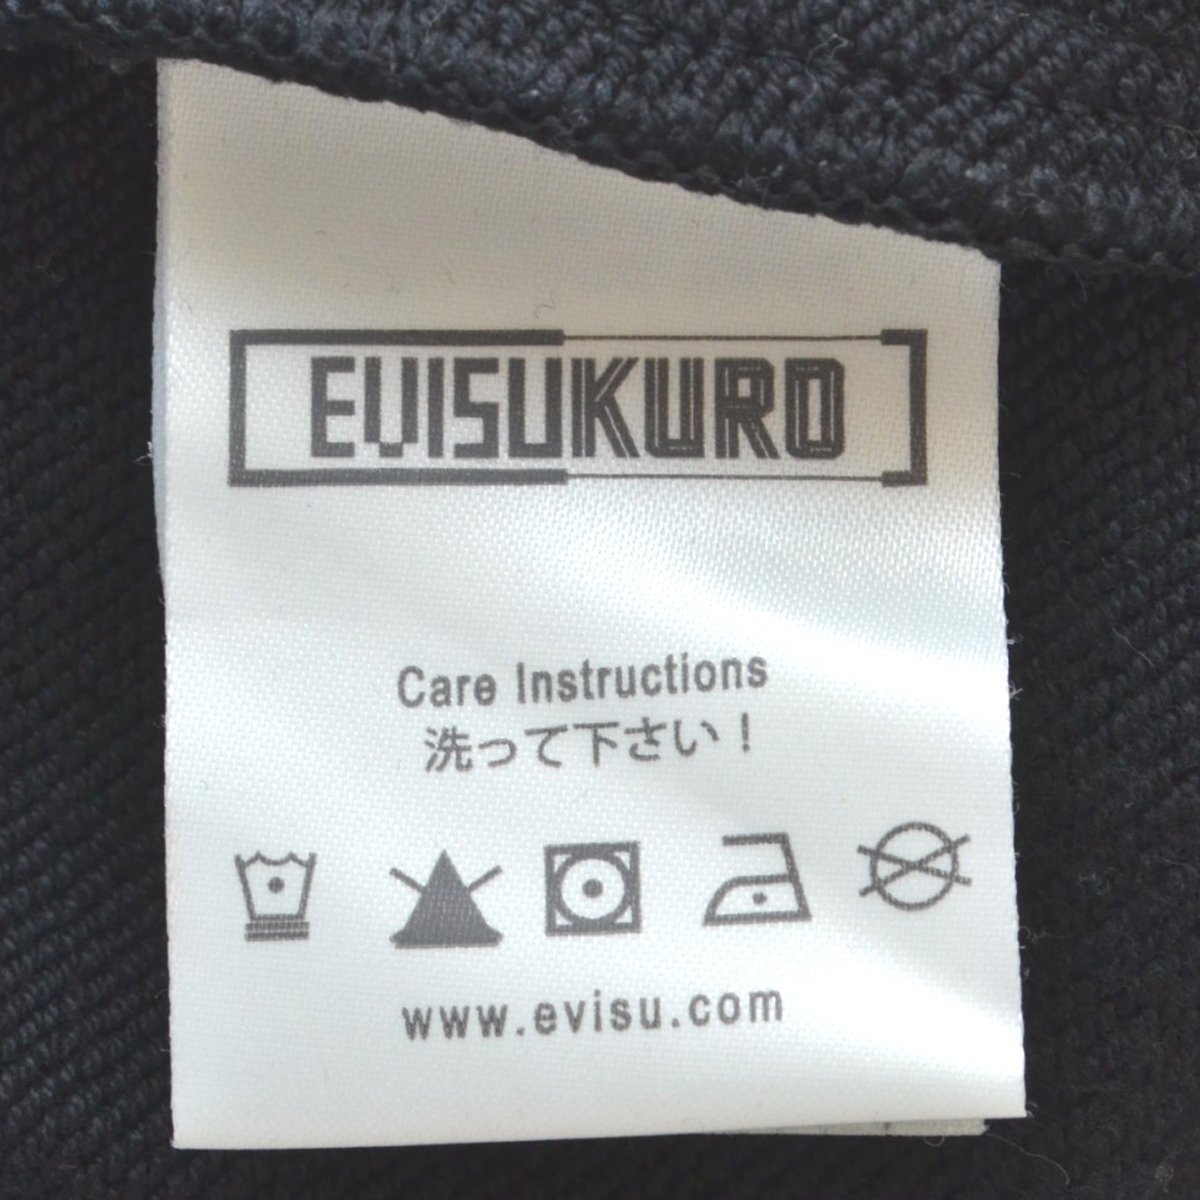 EVISUKURO
Care Instructions
洗って下さい！
www.evisu.com